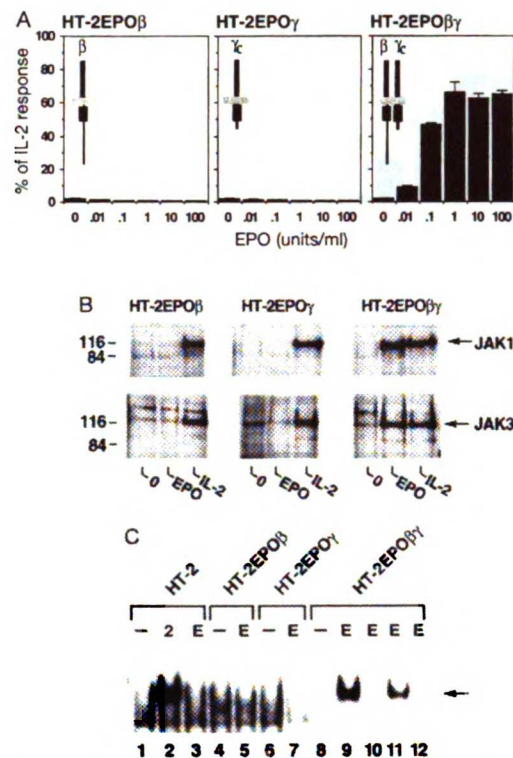 A
HT-2EPOβ HT-2EPOγ HT-2EPOβγ
% of IL-2 response
100
80
60
40
20
0
β γc β γc
0 .01 .1 1 10 100 0 .01 .1 1 10 100 0 .01 .1 1 10 100
EPO (units/ml)
B
HT-2EPOβ HT-2EPOγ HT-2EPOβγ
116 –
84 –
← JAK1
116 –
84 –
← JAK3
0 EPO IL-2 0 EPO IL-2 0 EPO IL-2
C
HT-2 HT-2EPOβ HT-2EPOγ HT-2EPOβγ
– 2 E – E – E – E E E E
←
1 2 3 4 5 6 7 8 9 10 11 12